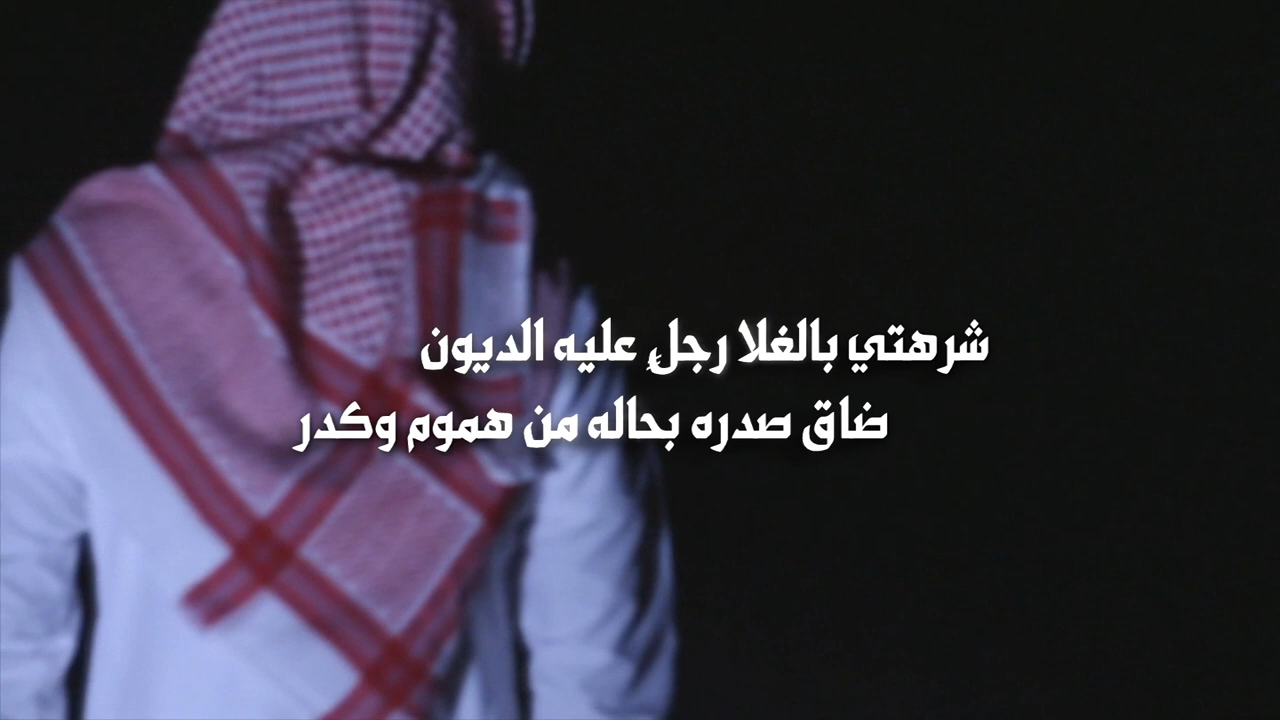 شرهتي بالغلا رجلٍ عليه الديون
ضاق صدره بحاله من هموم وكدر